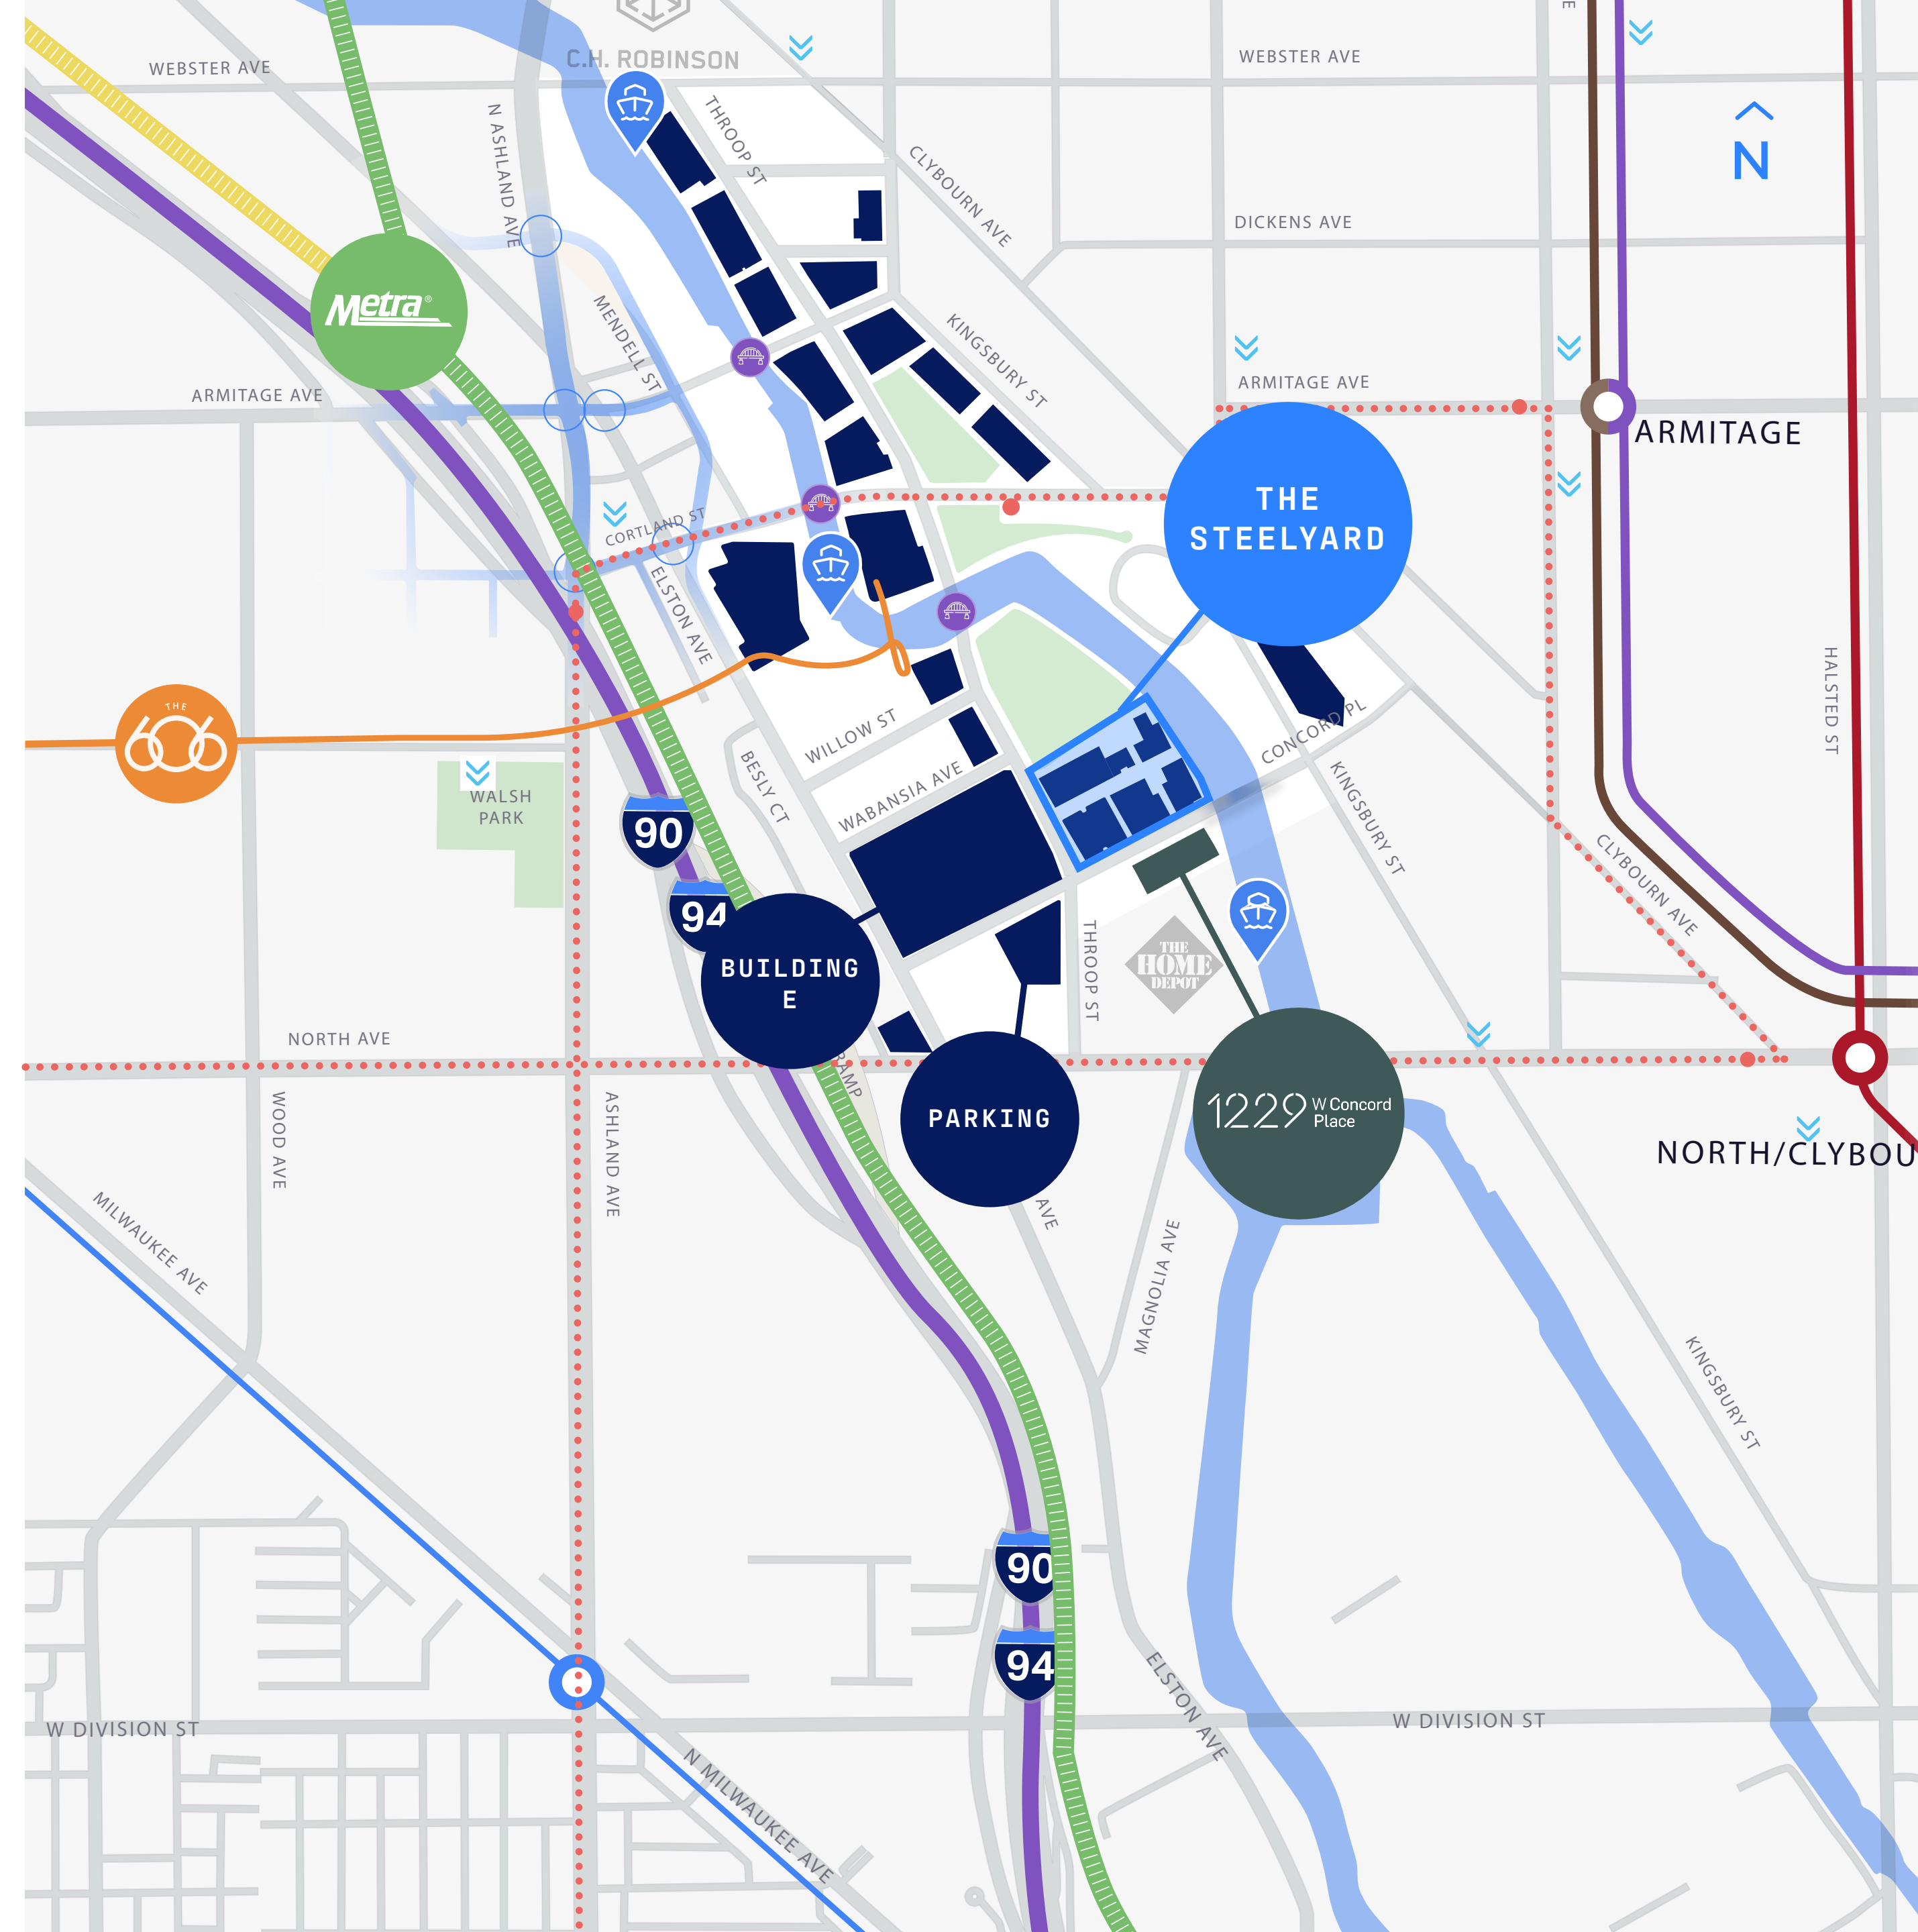 C.H. ROBINSON
WEBSTER AVE
WEBSTER AVE
E
N ASHLAND AVE
THROOP ST
CLYBOURN AVE
N
DICKENS AVE
Metra®
MENDELL ST
KINGSBURY ST
ARMITAGE AVE
ARMITAGE AVE
ARMITAGE
THE
STEELYARD
CORTLAND ST
ELSTON AVE
HALSTED ST
THE
606
WILLOW ST
CONCORD PL
WALSH
PARK
BESLY CT
WABANSIA AVE
KINGSBURY ST
90
94
CLYBOURN AVE
BUILDING
E
THROOP ST
THE
HOME
DEPOT
NORTH AVE
RAMP
PARKING
1229 W Concord
Place
NORTH/CLYBOU
WOOD AVE
ASHLAND AVE
AVE
MAGNOLIA AVE
MILWAUKEE AVE
KINGSBURY ST
90
94
ELSTON AVE
W DIVISION ST
W DIVISION ST
N MILWAUKEE AVE